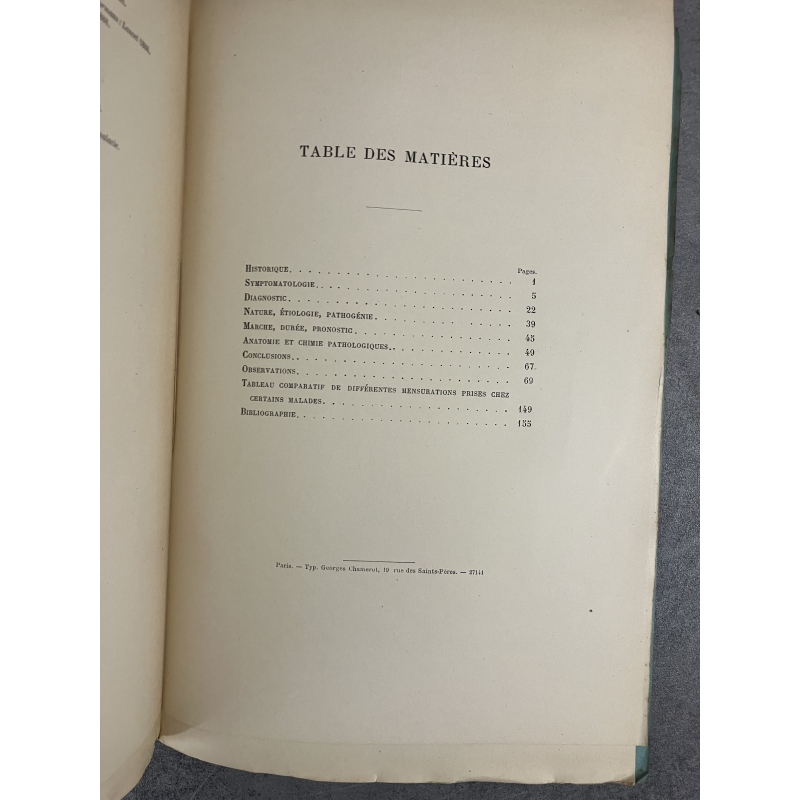 TABLE DES MATIÈRES
Pages.
HISTORIQUE. . . . . . . . . . . . . . . . . . . . . . 1
SYMPTOMATOLOGIE. . . . . . . . . . . . . . . . . . . 5
DIAGNOSTIC. . . . . . . . . . . . . . . . . . . . . . 22
NATURE, ÉTIOLOGIE, PATHOGÉNIE. . . . . . . . . . . . 39
MARCHE, DURÉE, PRONOSTIC. . . . . . . . . . . . . . . 45
ANATOMIE ET CHIMIE PATHOLOGIQUES. . . . . . . . . . . 49
CONCLUSIONS. . . . . . . . . . . . . . . . . . . . . 67
OBSERVATIONS. . . . . . . . . . . . . . . . . . . . . 69
TABLEAU COMPARATIF DE DIFFÉRENTES MENSURATIONS PRISES CHEZ
CERTAINS MALADES. . . . . . . . . . . . . . . . . . . 149
BIBLIOGRAPHIE. . . . . . . . . . . . . . . . . . . . 155
Paris. — Typ. Georges Chamerot, 19 rue des Saints-Pères. — 27141